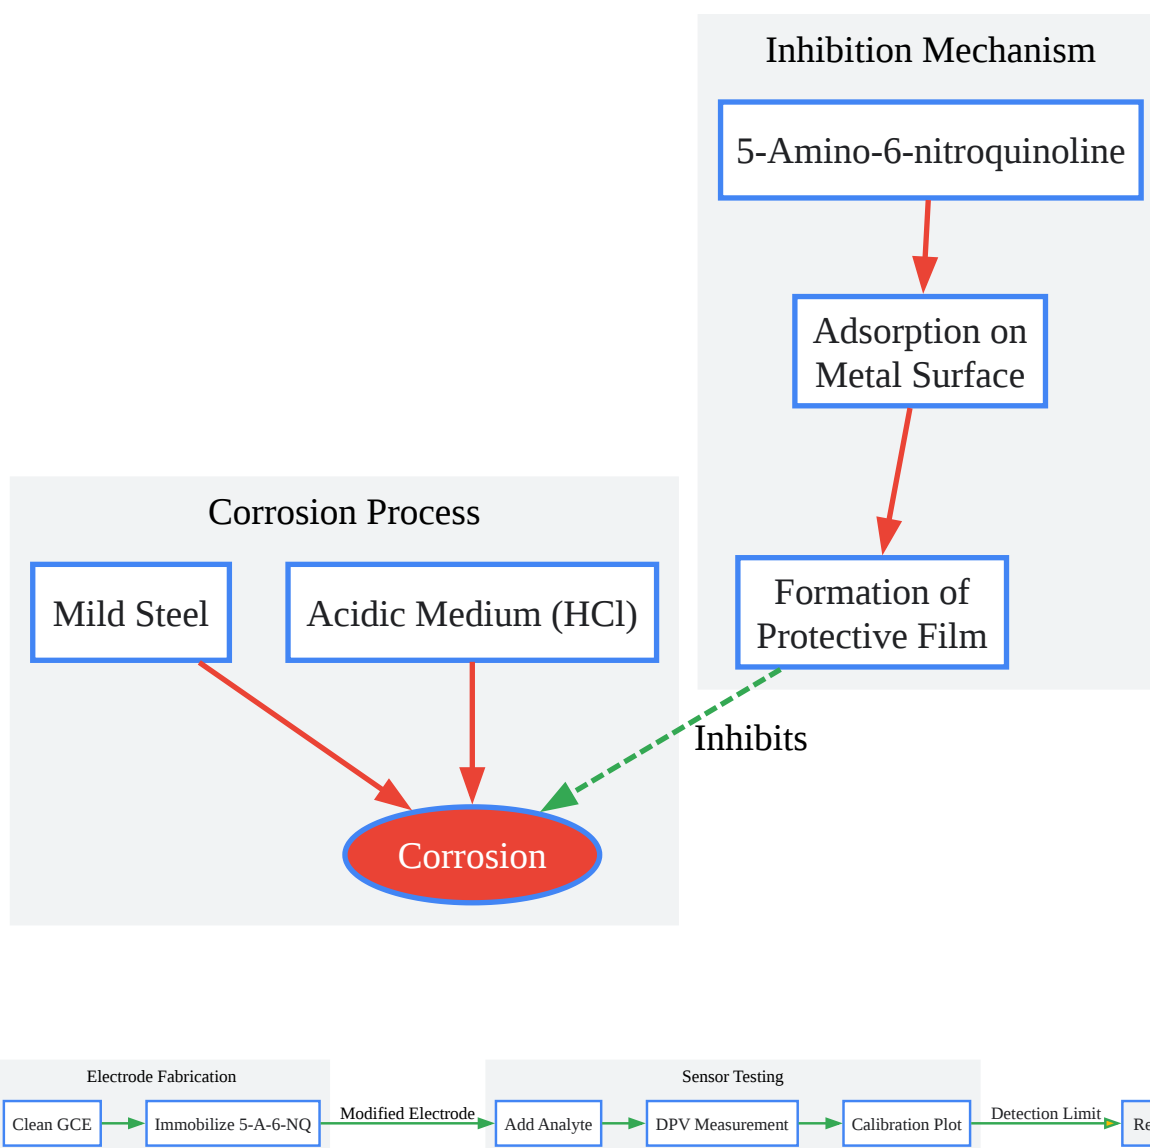 Inhibition Mechanism
5-Amino-6-nitroquinoline
Adsorption on
Metal Surface
Formation of
Protective Film
Inhibits
Corrosion Process
Mild Steel
Acidic Medium (HCl)
Corrosion
Electrode Fabrication
Clean GCE
Immobilize 5-A-6-NQ
Modified Electrode
Sensor Testing
Add Analyte
DPV Measurement
Calibration Plot
Detection Limit